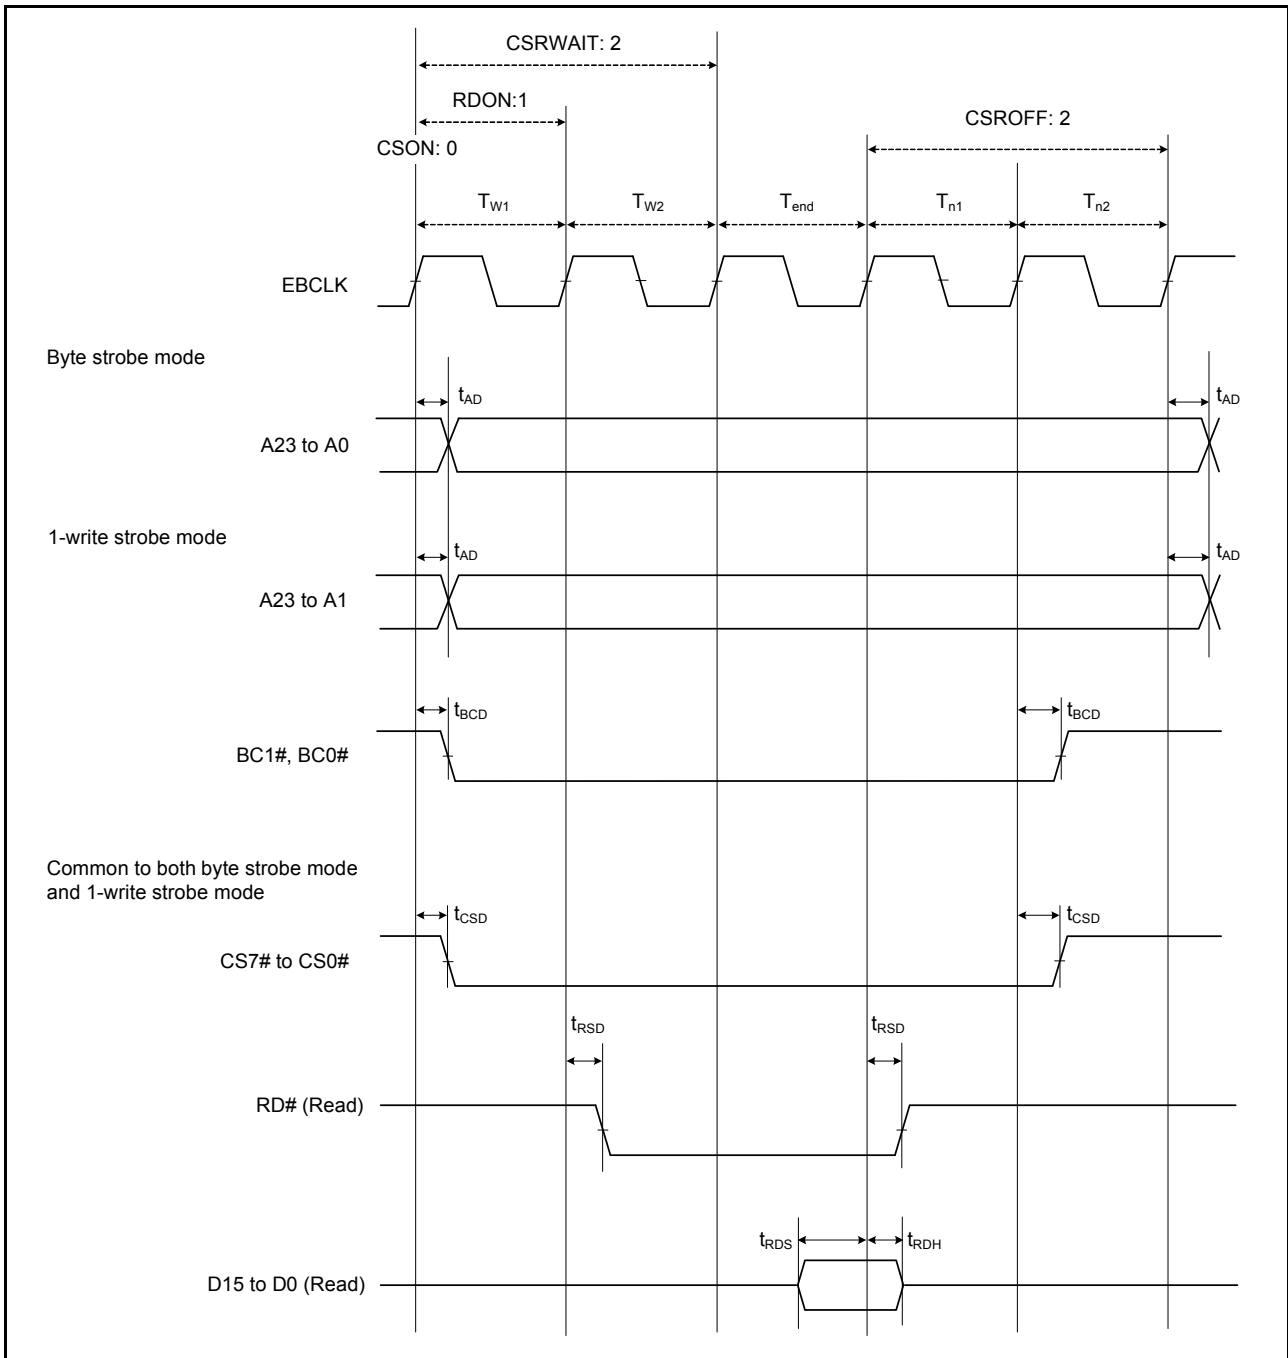 CSRWAIT: 2
RDON:1
CSROFF: 2
CSON: 0
TW1
TW2
Tend
Tn1
Tn2
EBCLK
Byte strobe mode
tAD
tAD
A23 to A0
1-write strobe mode
tAD
tAD
A23 to A1
tBCD
tBCD
BC1#, BC0#
Common to both byte strobe mode
and 1-write strobe mode
tCSD
tCSD
CS7# to CS0#
tRSD
tRSD
RD# (Read)
tRDS
tRDH
D15 to D0 (Read)